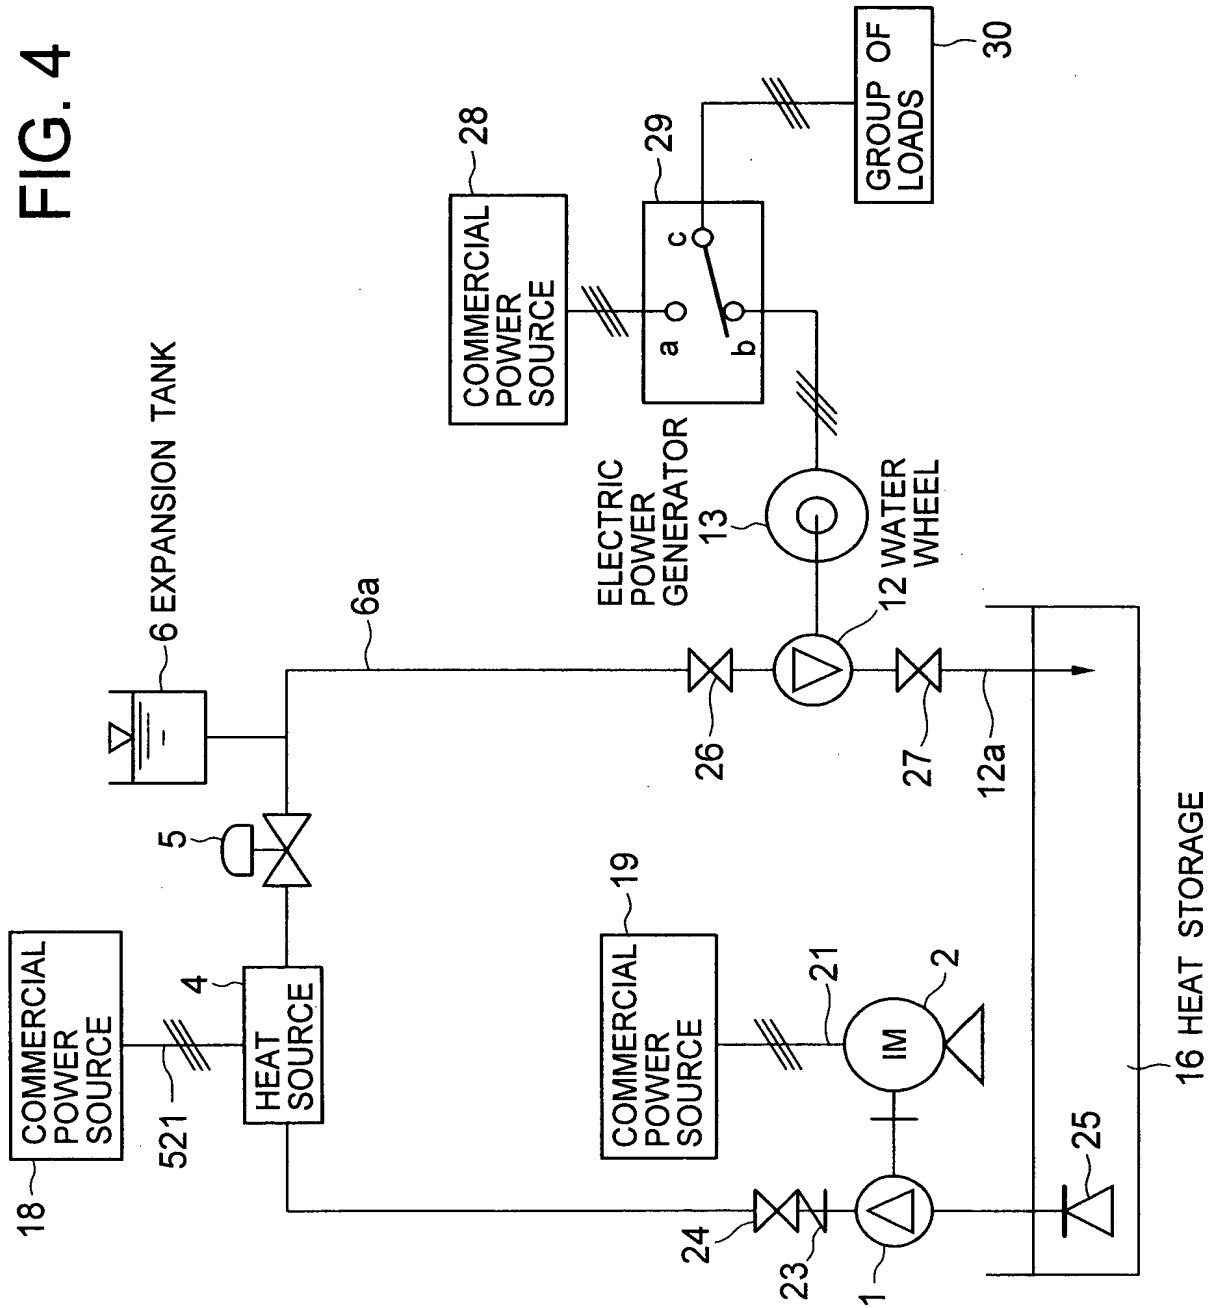 FIG. 4
18
COMMERCIAL
POWER
SOURCE
521
4
HEAT
SOURCE
5
6 EXPANSION TANK
6a
28
COMMERCIAL
POWER
SOURCE
29
a
b
c
30
GROUP OF
LOADS
ELECTRIC
POWER
GENERATOR
13
12 WATER
WHEEL
26
27
12a
19
COMMERCIAL
POWER
SOURCE
21
2
IM
24
23
1
25
16 HEAT STORAGE